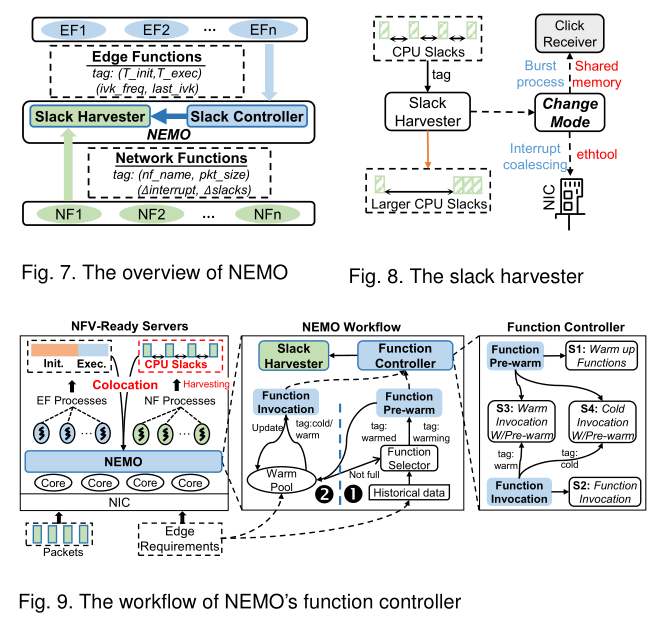 EF1 EF2 ... EFn
Edge Functions
tag: (T_init,T_exec)
(ivk_freq, last_ivk)
Slack Harvester Slack Controller
NEMO
Network Functions
tag: (nf_name, pkt_size)
(Δinterrupt, Δslacks)
NF1 NF2 ... NFn
Fig. 7. The overview of NEMO
CPU Slacks
tag
Slack
Harvester
Larger CPU Slacks
Click
Receiver
Burst
process
Shared
memory
Change
Mode
Interrupt
coalescing
ethtool
NIC
Fig. 8. The slack harvester
NFV-Ready Servers
Init. Exec.
CPU Slacks
Colocation
Harvesting
EF Processes NF Processes
NEMO
Core Core Core Core
NIC
Packets
Edge
Requirements
NEMO Workflow
Slack
Harvester
Function
Controller
Function
Invocation
Function
Pre-warm
Update
tag:cold/
warm
tag:
warmed
tag:
warming
Function
Selector
Not full
Warm
Pool
2 1
Historical data
Function Controller
Function
Pre-warm
S1: Warm up
Functions
S3: Warm
Invocation
W/Pre-warm
S4: Cold
Invocation
W/Pre-warm
tag:
warm
tag:
cold
Function
Invocation
S2: Function
Invocation
Fig. 9. The workflow of NEMO's function controller